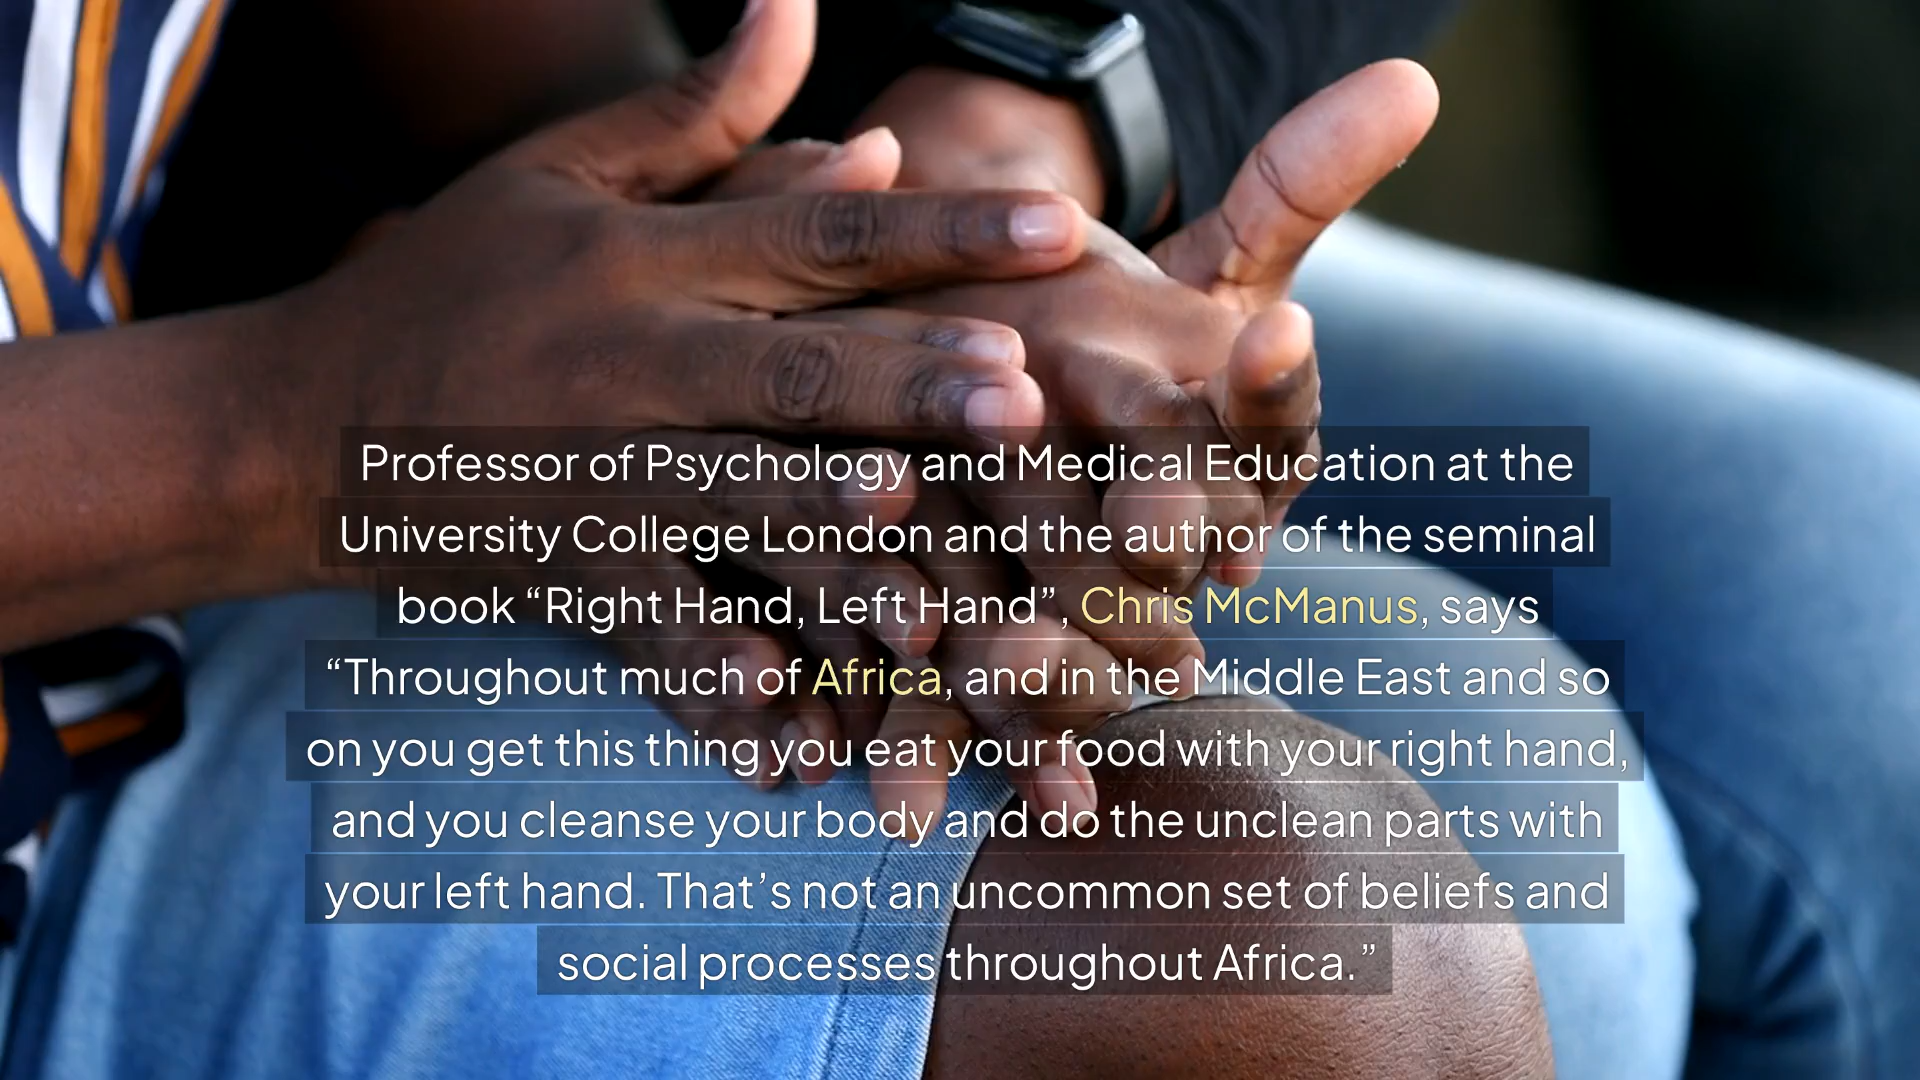 Professor of Psychology and Medical Education at the
University College London and the author of the seminal
book “Right Hand, Left Hand”, Chris McManus, says
“Throughout much of Africa, and in the Middle East and so
on you get this thing you eat your food with your right hand,
and you cleanse your body and do the unclean parts with
your left hand. That’s not an uncommon set of beliefs and
social processes throughout Africa.”